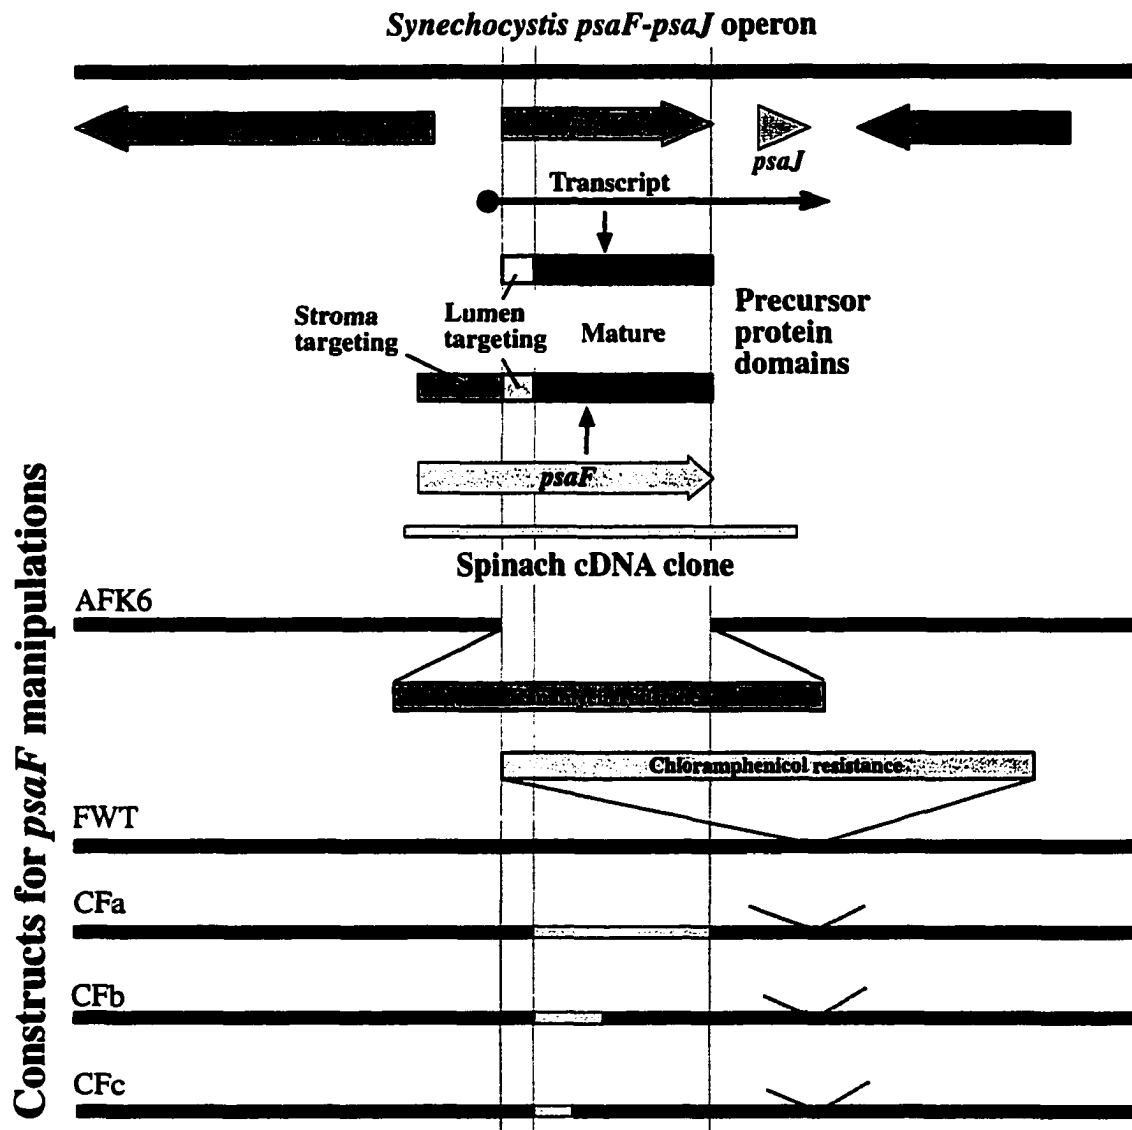 Synechocystis psaF-psaJ operon
psaJ
Transcript
Stroma
targeting
Lumen
targeting
Mature
Precursor
protein
domains
psaF
Spinach cDNA clone
Constructs for psaF manipulations
AFK6
Chloramphenicol resistance
FWT
CFa
CFb
CFc